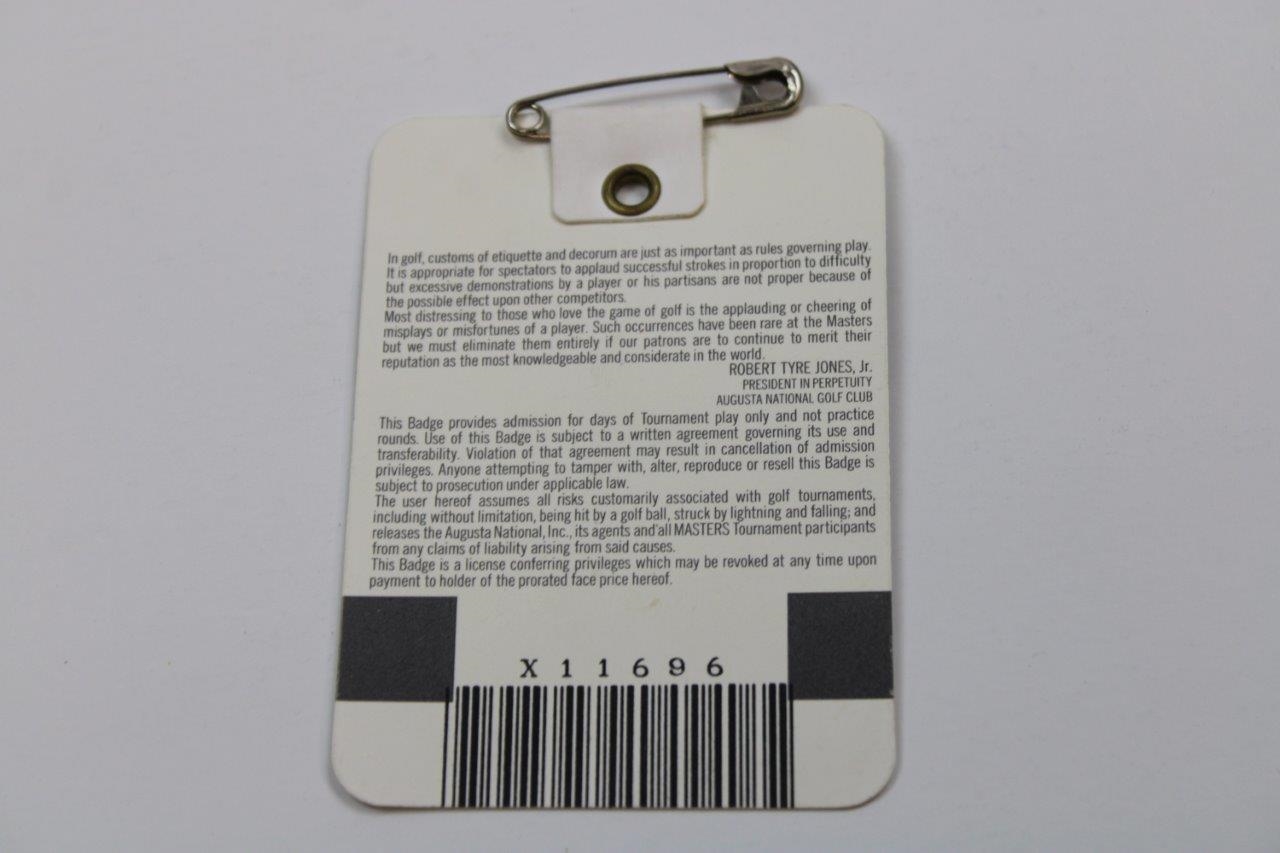 In golf, customs of etiquette and decorum are just as important as rules governing play.
It is appropriate for spectators to applaud successful strokes in proportion to difficulty
but excessive demonstrations by a player or his partisans are not proper because of
the possible effect upon other competitors.
Most distressing to those who love the game of golf is the applauding or cheering of
misplays or misfortunes of a player. Such occurrences have been rare at the Masters
but we must eliminate them entirely if our patrons are to continue to merit their
reputation as the most knowledgeable and considerate in the world.
ROBERT TYRE JONES, Jr.
PRESIDENT IN PERPETUITY
AUGUSTA NATIONAL GOLF CLUB
This Badge provides admission for days of Tournament play only and not practice
rounds. Use of this Badge is subject to a written agreement governing its use and
transferability. Violation of that agreement may result in cancellation of admission
privileges. Anyone attempting to tamper with, alter, reproduce or resell this Badge is
subject to prosecution under applicable law.
The user hereof assumes all risks customarily associated with golf tournaments,
including without limitation, being hit by a golf ball, struck by lightning and falling; and
releases the Augusta National, Inc., its agents and all MASTERS Tournament participants
from any claims of liability arising from said causes.
This Badge is a license conferring privileges which may be revoked at any time upon
payment to holder of the prorated face price hereof.
X11696